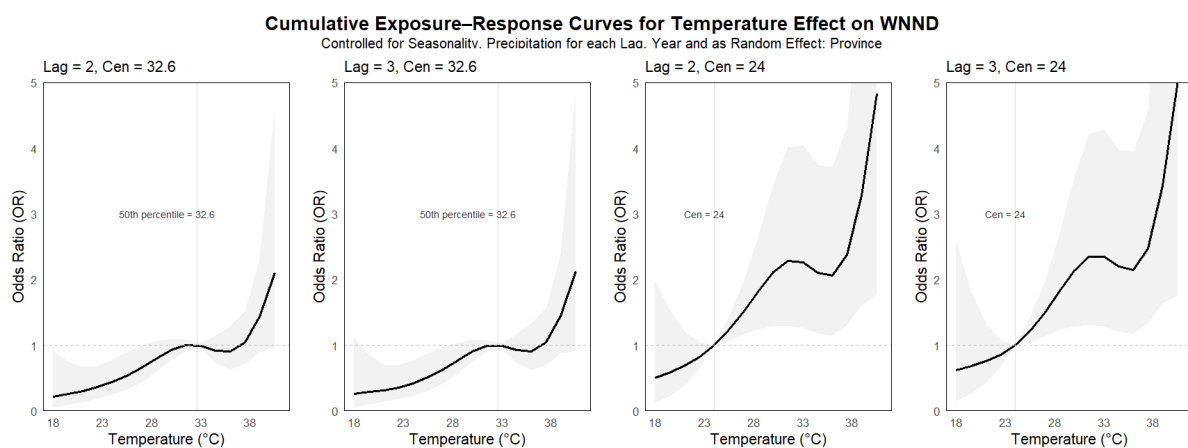 Cumulative Exposure–Response Curves for Temperature Effect on WNND
Controlled for Seasonality, Precipitation for each Lag, Year and as Random Effect: Province
Lag = 2, Cen = 32.6
Odds Ratio (OR)
5
4
3
2
1
0
50th percentile = 32.6
18 23 28 33 38
Temperature (°C)
Lag = 3, Cen = 32.6
Odds Ratio (OR)
5
4
3
2
1
0
50th percentile = 32.6
18 23 28 33 38
Temperature (°C)
Lag = 2, Cen = 24
Odds Ratio (OR)
5
4
3
2
1
0
Cen = 24
18 23 28 33 38
Temperature (°C)
Lag = 3, Cen = 24
Odds Ratio (OR)
5
4
3
2
1
0
Cen = 24
18 23 28 33 38
Temperature (°C)